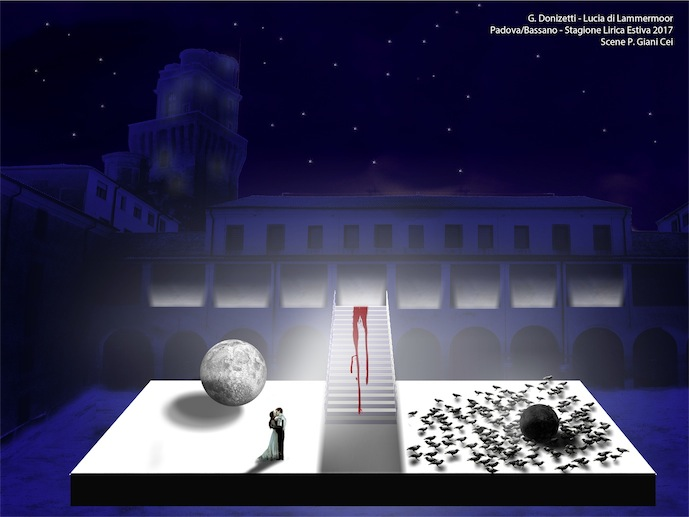 G. Donizetti - Lucia di Lammermoor
Padova/Bassano - Stagione Lirica Estiva 2017
Scene P. Giani Cei